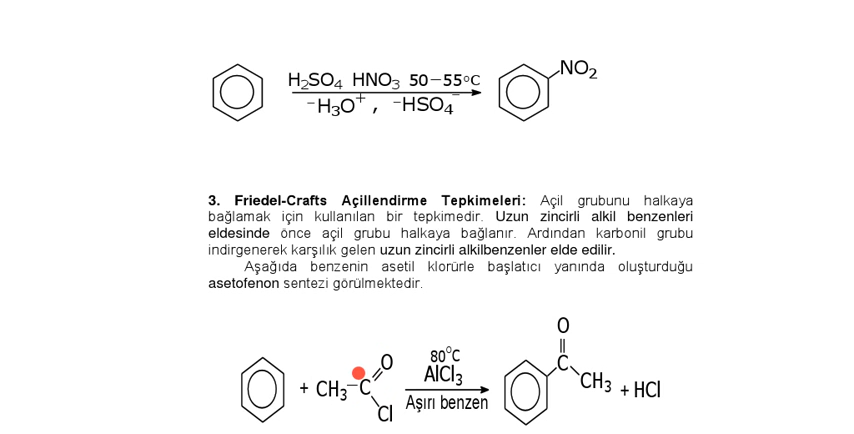 NO2
H2SO4 HNO3 50–55°C
-H3O+ , -HSO4-
3. Friedel-Crafts Açillendirme Tepkimeleri: Açil grubunu halkaya
bağlamak için kullanılan bir tepkimedir. Uzun zincirli alkil benzenleri
eldesinde önce açil grubu halkaya bağlanır. Ardından karbonil grubu
indirgenerek karşılık gelen uzun zincirli alkilbenzenler elde edilir.
Aşağıda benzenin asetil klorürle başlatıcı yanında oluşturduğu
asetofenon sentezi görülmektedir.
O
80°C
O
C
AlCl3
+ CH3-C
CH3 + HCl
Aşırı benzen
Cl